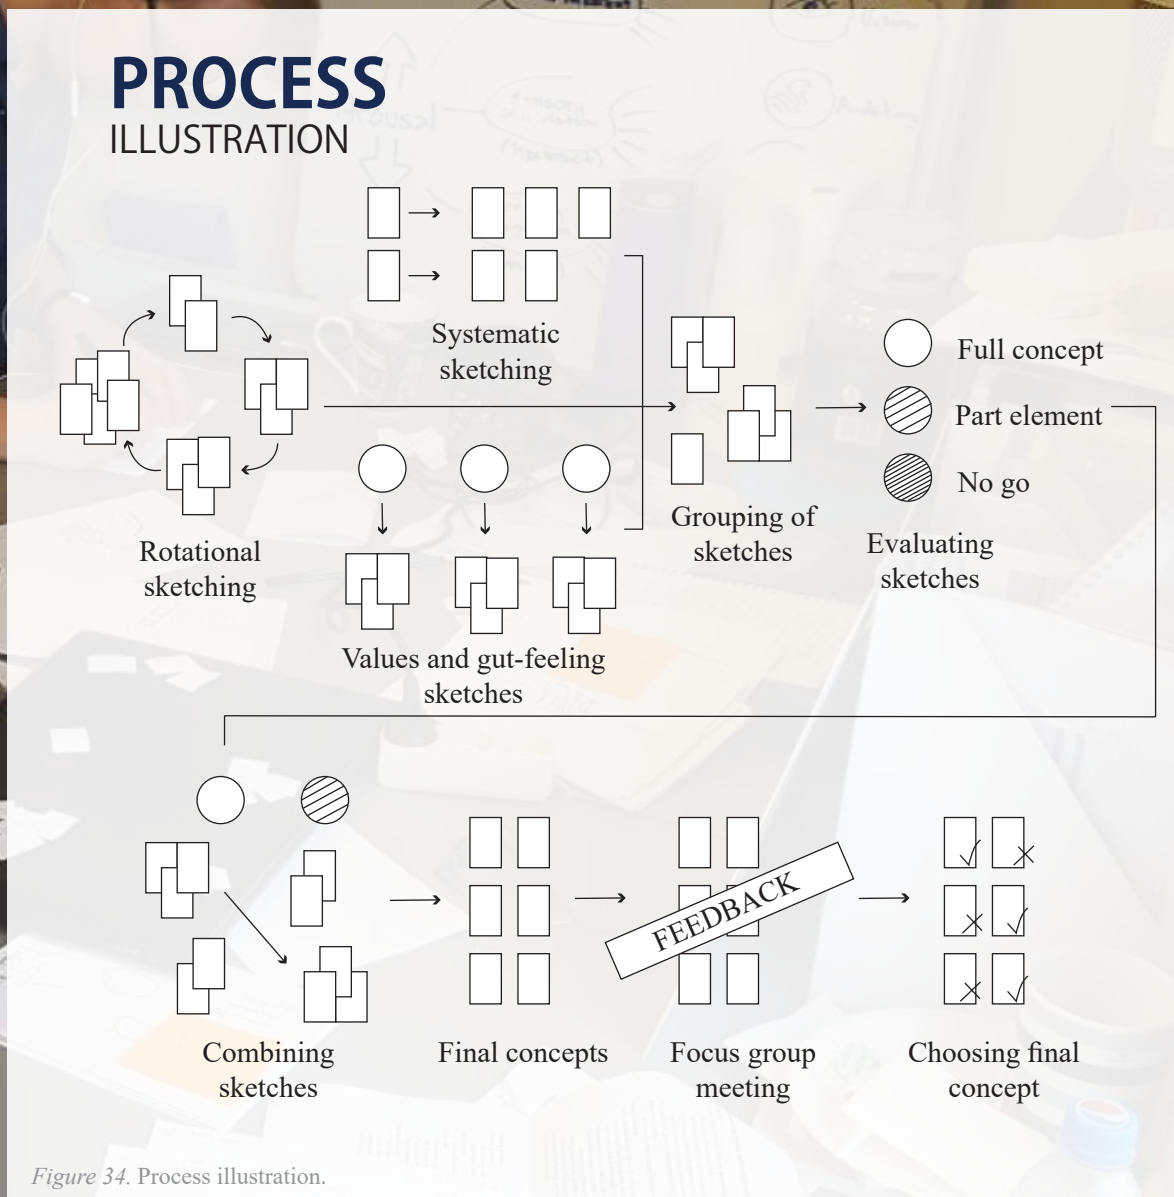 PROCESS
ILLUSTRATION
Systematic
sketching
Rotational
sketching
Values and gut-feeling
sketches
Grouping of
sketches
Full concept
Part element
No go
Evaluating
sketches
Combining
sketches
Final concepts
FEEDBACK
Focus group
meeting
Choosing final
concept
Figure 34. Process illustration.